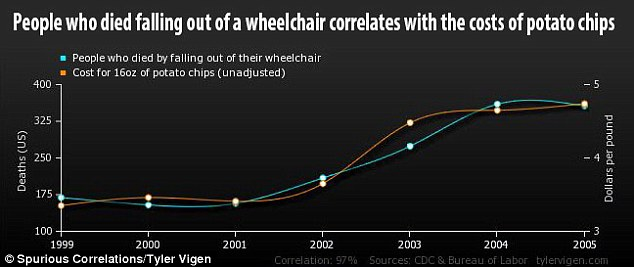 People who died falling out of a wheelchair correlates with the costs of potato chips
People who died by falling out of their wheelchair
Cost for 16oz of potato chips (unadjusted)
400
325
250
175
100
Deaths (US)
5
4
3
Dollars per pound
1999 2000 2001 2002 2003 2004 2005
© Spurious Correlations/Tyler Vigen
Correlation: 97% Sources: CDC & Bureau of Labor tylervigen.com